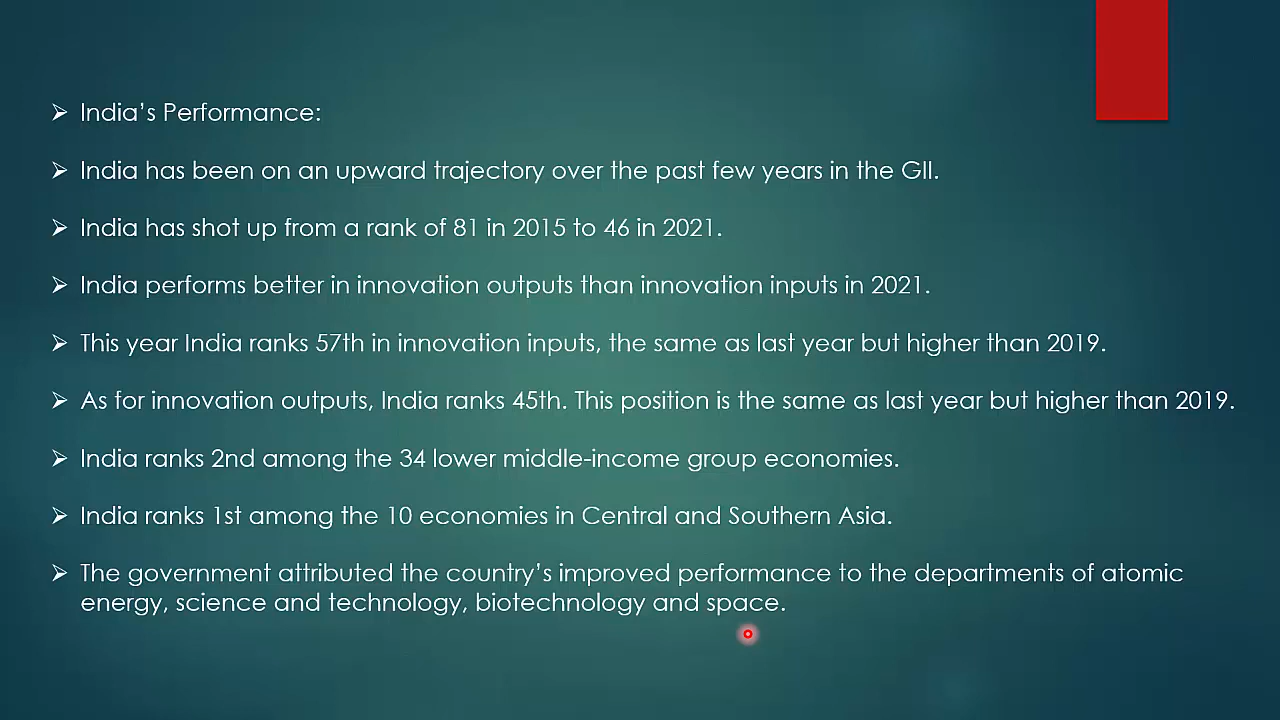 India’s Performance:
India has been on an upward trajectory over the past few years in the GII.
India has shot up from a rank of 81 in 2015 to 46 in 2021.
India performs better in innovation outputs than innovation inputs in 2021.
This year India ranks 57th in innovation inputs, the same as last year but higher than 2019.
As for innovation outputs, India ranks 45th. This position is the same as last year but higher than 2019.
India ranks 2nd among the 34 lower middle-income group economies.
India ranks 1st among the 10 economies in Central and Southern Asia.
The government attributed the country’s improved performance to the departments of atomic
energy, science and technology, biotechnology and space.